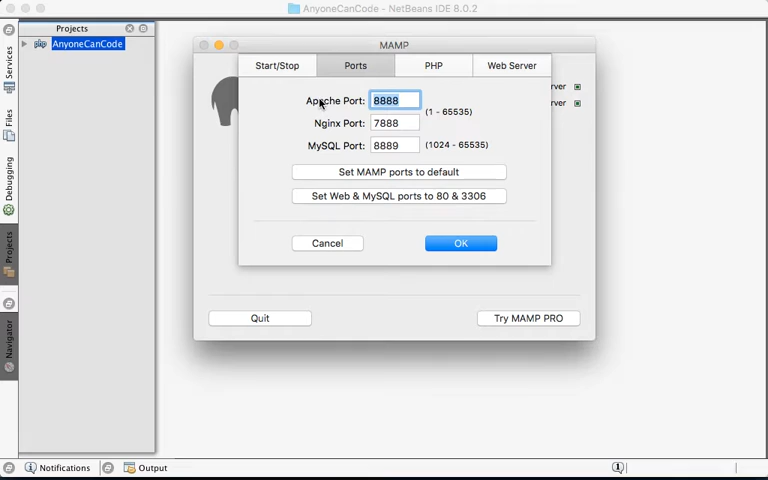 AnyoneCanCode - NetBeans IDE 8.0.2
Projects
AnyoneCanCode
Services
Files
Debugging
Projects
Navigator
MAMP
Start/Stop Ports PHP Web Server
Apache Port: 8888
(1 - 65535)
Nginx Port: 7888
MySQL Port: 8889 (1024 - 65535)
Set MAMP ports to default
Set Web & MySQL ports to 80 & 3306
Cancel OK
Quit Try MAMP PRO
Notifications Output